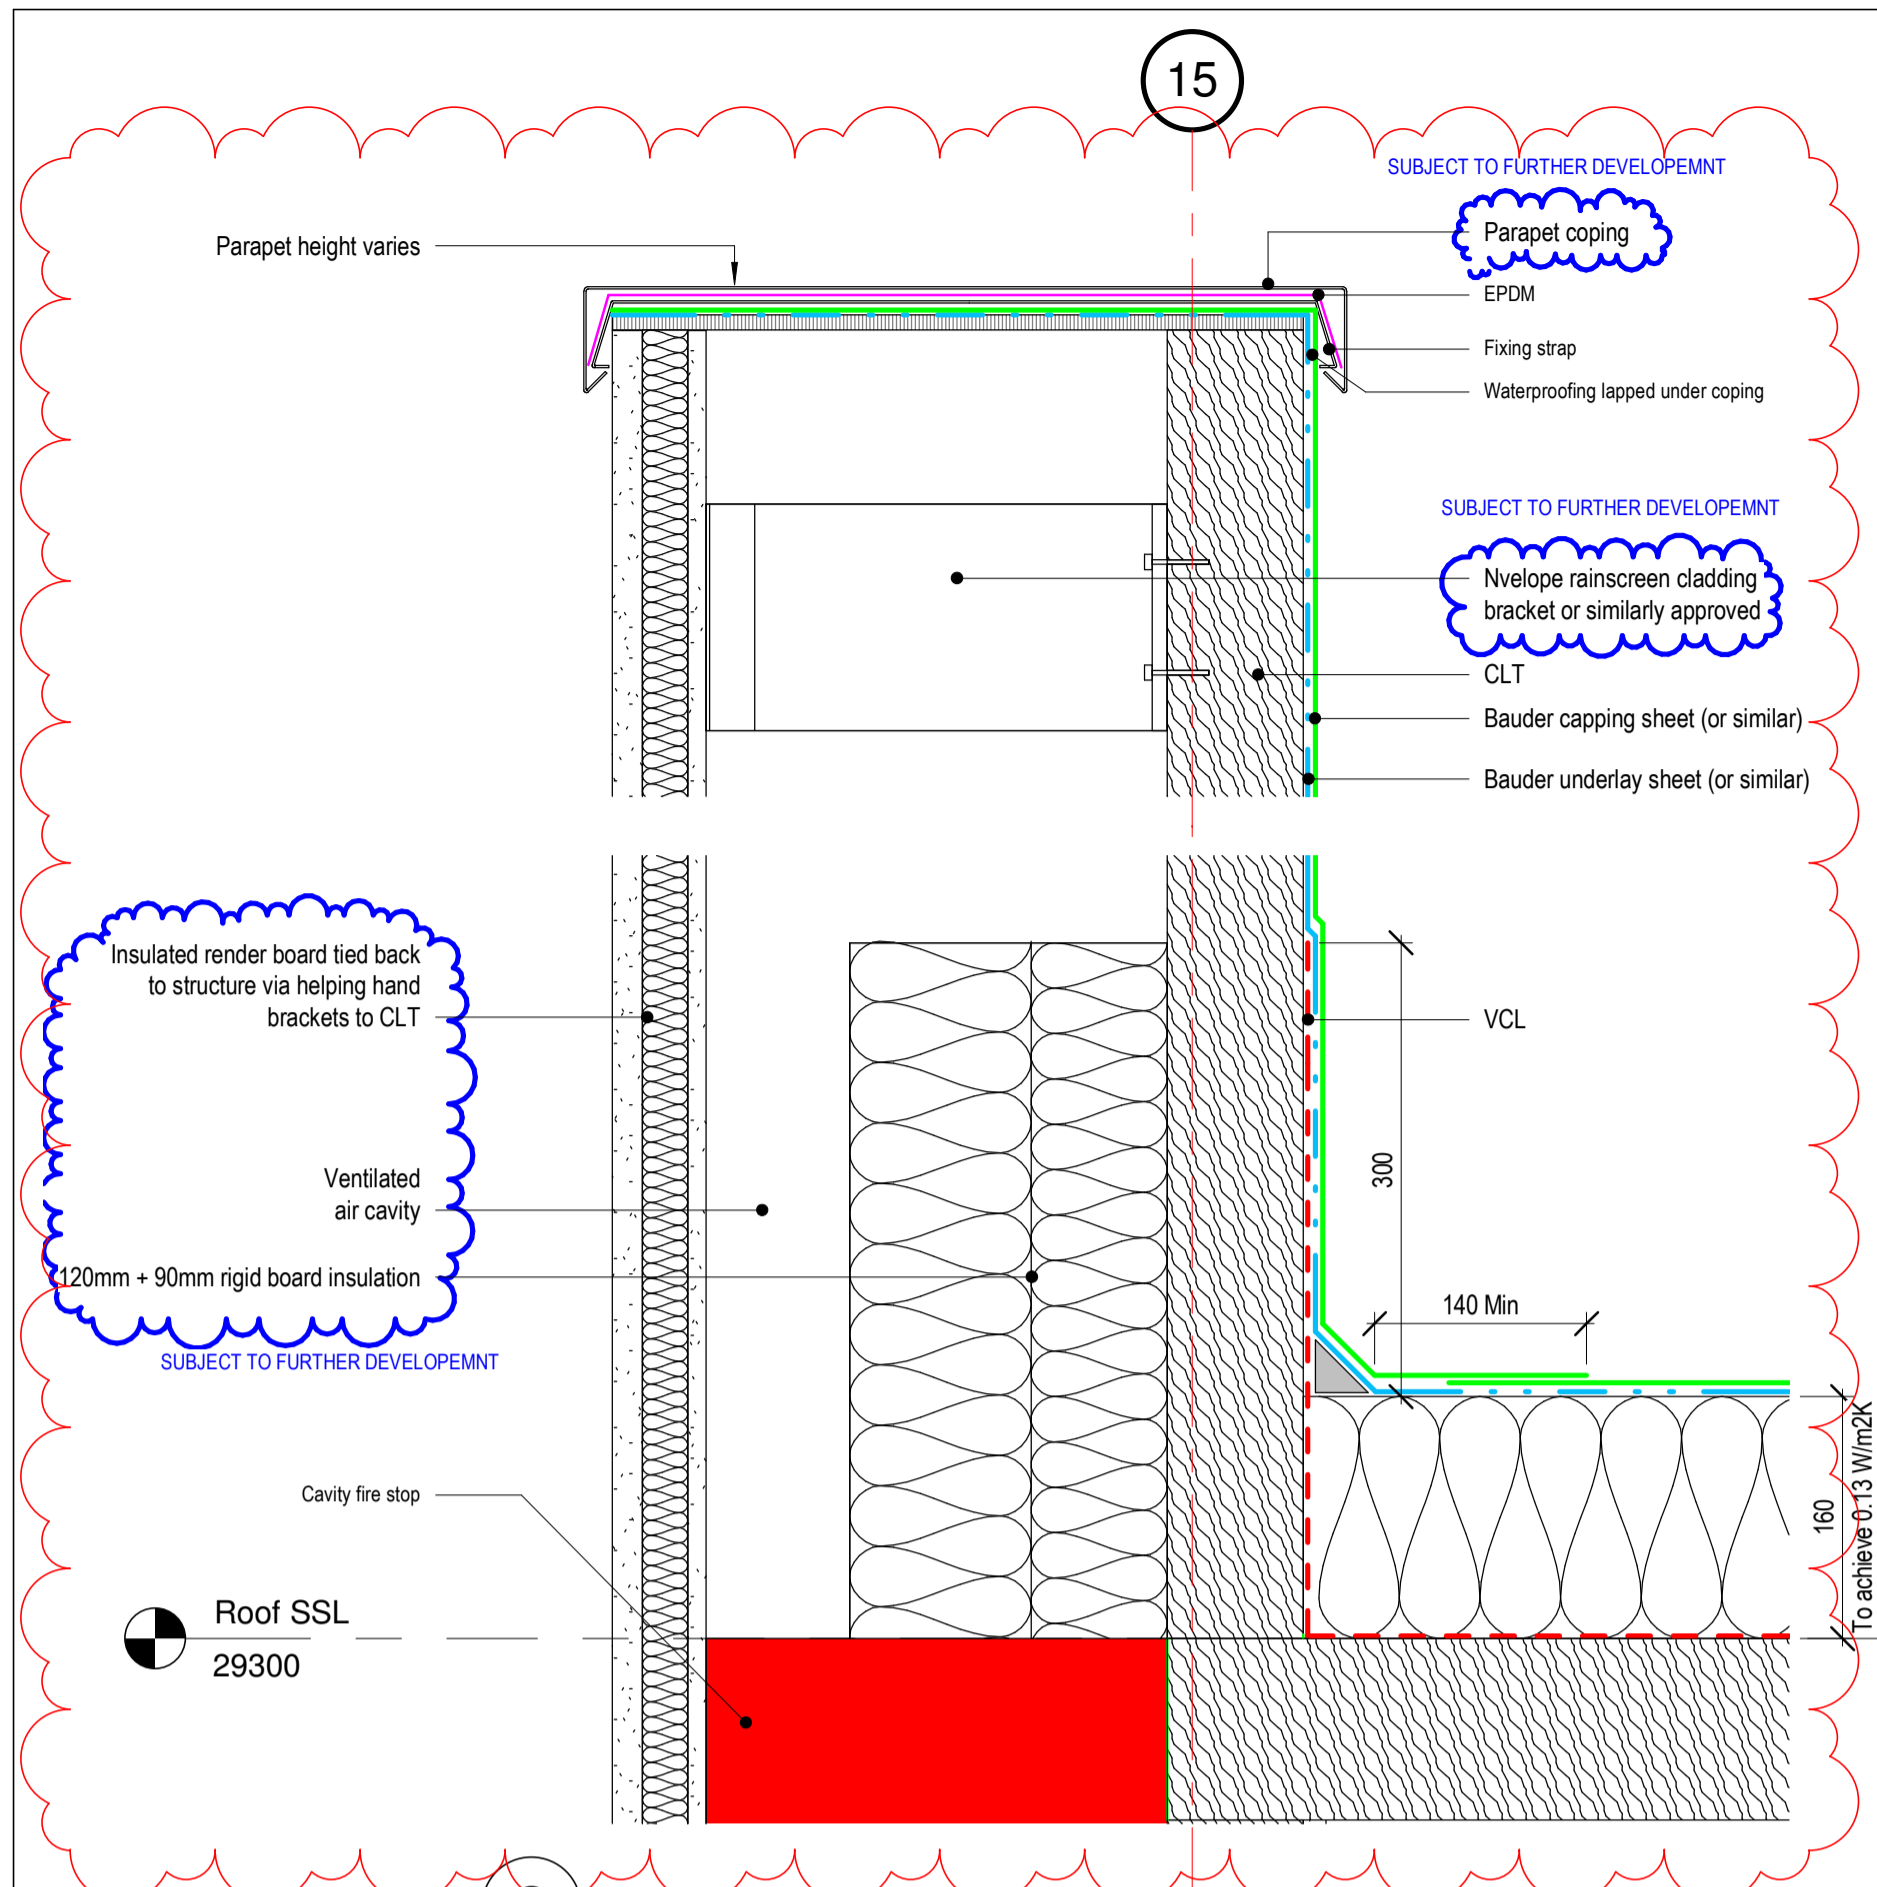 15
SUBJECT TO FURTHER DEVELOPEMNT
Parapet coping
Parapet height varies
EPDM
Fixing strap
Waterproofing lapped under coping
SUBJECT TO FURTHER DEVELOPEMNT
Nvelope rainscreen cladding
bracket or similarly approved
CLT
Bauder capping sheet (or similar)
Bauder underlay sheet (or similar)
Insulated render board tied back
to structure via helping hand
brackets to CLT
VCL
300
Ventilated
air cavity
120mm + 90mm rigid board insulation
140 Min
SUBJECT TO FURTHER DEVELOPEMNT
Cavity fire stop
160
To achieve 0.13 W/m2K
Roof SSL
29300